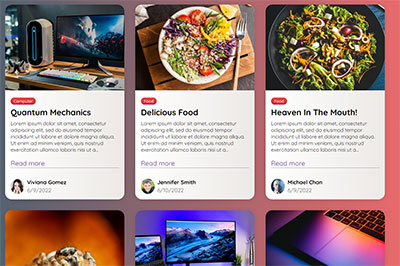 Computer
Quantum Mechanics
Lorem ipsum dolor sit amet, consectetur
adipiscing elit, sed do eiusmod tempor
incididunt ut labore et dolore magna aliqua.
Ut enim ad minim veniam, quis nostrud
exercitation ullamco laboris nisi ut a...
Read more
Viviana Gomez
6/9/2022
Food
Delicious Food
Lorem ipsum dolor sit amet, consectetur
adipiscing elit, sed do eiusmod tempor
incididunt ut labore et dolore magna aliqua.
Ut enim ad minim veniam, quis nostrud
exercitation ullamco laboris nisi ut a...
Read more
Jennifer Smith
6/10/2022
Food
Heaven In The Mouth!
Lorem ipsum dolor sit amet, consectetur
adipiscing elit, sed do eiusmod tempor
incididunt ut labore et dolore magna aliqua.
Ut enim ad minim veniam, quis nostrud
exercitation ullamco laboris nisi ut a...
Read more
Michael Chan
6/9/2022